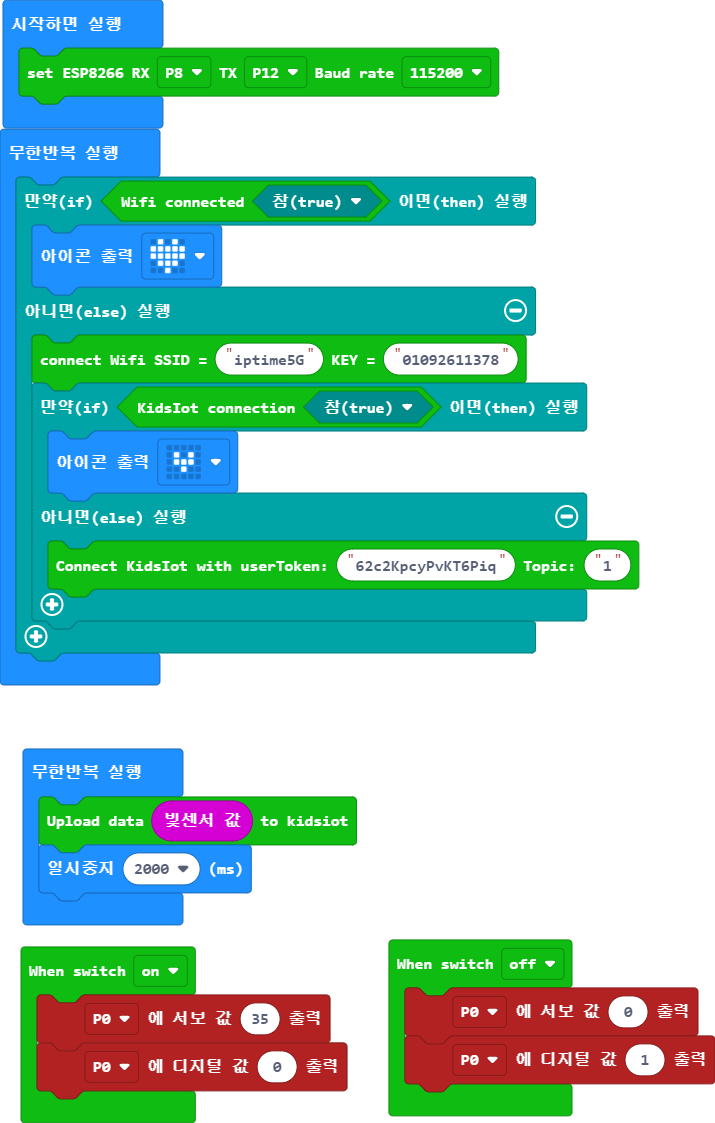 시작하면 실행
set ESP8266 RX P8 TX P12 Baud rate 115200
무한반복 실행
만약(if) Wifi connected 참(true) 이면(then) 실행
아이콘 출력
아니면(else) 실행
connect Wifi SSID = "iptime5G" KEY = "01092611378"
만약(if) KidsIot connection 참(true) 이면(then) 실행
아이콘 출력
아니면(else) 실행
Connect KidsIot with userToken: "62c2KpcyPvKT6Piq" Topic: "1"
무한반복 실행
Upload data 빛센서 값 to kidsiot
일시중지 2000 (ms)
When switch on
P0 에 서보 값 35 출력
P0 에 디지털 값 0 출력
When switch off
P0 에 서보 값 0 출력
P0 에 디지털 값 1 출력